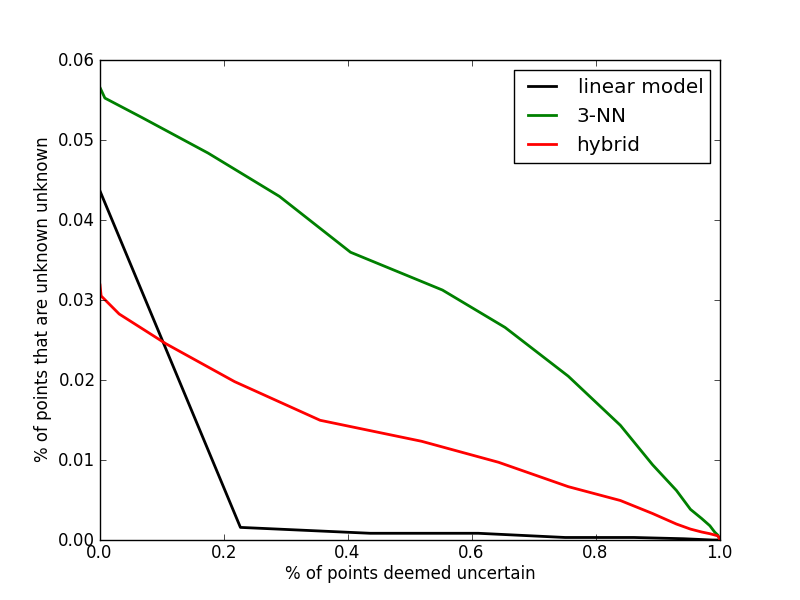 0.06
0.05
0.04
0.03
0.02
0.01
0.00
% of points that are unknown unknown
linear model
3-NN
hybrid
0.0 0.2 0.4 0.6 0.8 1.0
% of points deemed uncertain